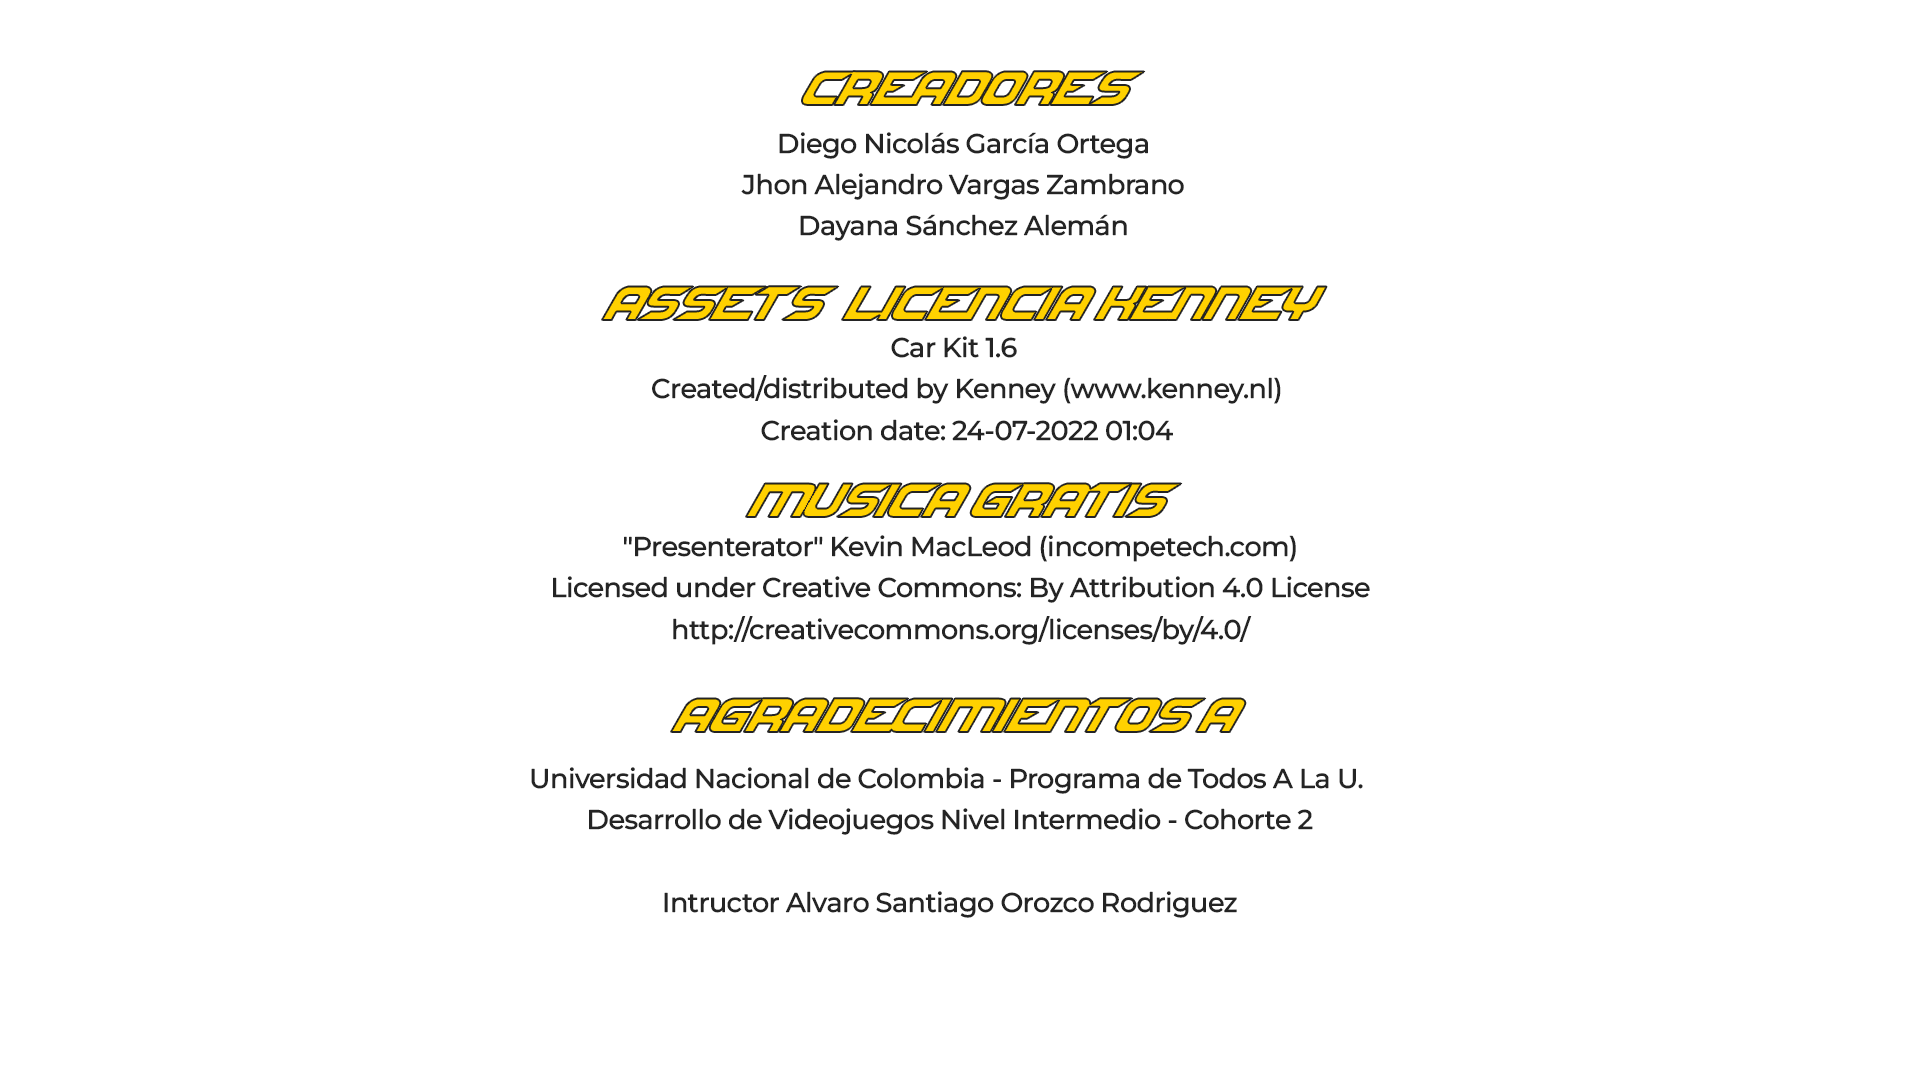 CREADORES
Diego Nicolás García Ortega
Jhon Alejandro Vargas Zambrano
Dayana Sánchez Alemán
ASSETS LICENCIA KENNEY
Car Kit 1.6
Created/distributed by Kenney (www.kenney.nl)
Creation date: 24-07-2022 01:04
MUSICA GRATIS
"Presenterator" Kevin MacLeod (incompetech.com)
Licensed under Creative Commons: By Attribution 4.0 License
http://creativecommons.org/licenses/by/4.0/
AGRADECIMIENTOS A
Universidad Nacional de Colombia - Programa de Todos A La U.
Desarrollo de Videojuegos Nivel Intermedio - Cohorte 2
Intructor Alvaro Santiago Orozco Rodriguez